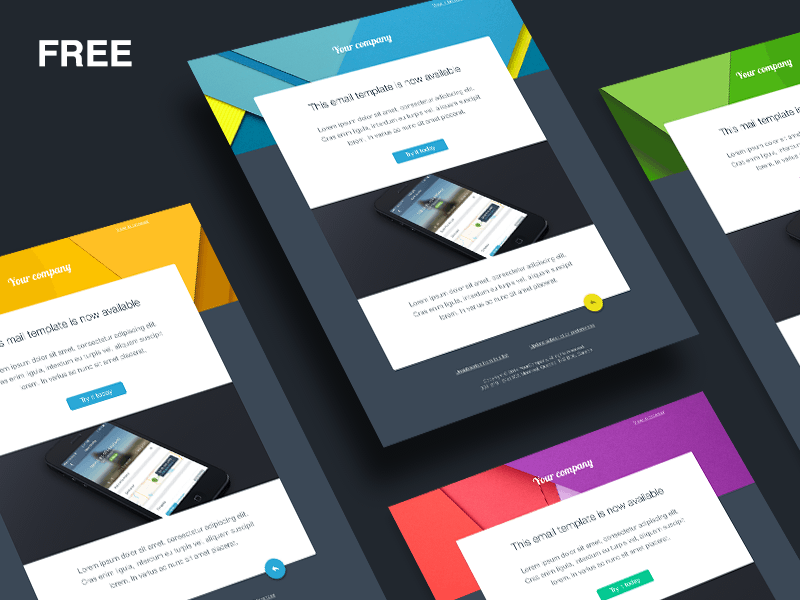 FREE
Your company
This email template is now available
Lorem ipsum dolor sit amet, consectetur adipiscing elit.
Cras enim ligula, interdum eu turpis vel, aliquam suscipit
lorem. In varius ac nunc sit amet placerat.
Try it today
Lorem ipsum dolor sit amet, consectetur adipiscing elit.
Cras enim ligula, interdum eu turpis vel, aliquam suscipit
lorem. In varius ac nunc sit amet placerat.
Your company
This mail template is
Lorem ipsum dolor sit
Cras enim ligula,
Your company
mail template is now available
ipsum dolor sit amet, consectetur adipiscing elit.
enim ligula, interdum eu turpis vel, aliquam suscipit
lorem. In varius ac nunc sit amet placerat.
Try it today
Lorem ipsum dolor sit amet, consectetur adipiscing elit.
Cras enim ligula, interdum eu turpis vel, aliquam suscipit
lorem. In varius ac nunc sit amet placerat.
Your company
This email template is now available
Lorem ipsum dolor sit amet, consectetur adipiscing elit.
Cras enim ligula, interdum eu turpis vel, aliquam suscipit
lorem. In varius ac nunc sit amet placerat.
Try it today